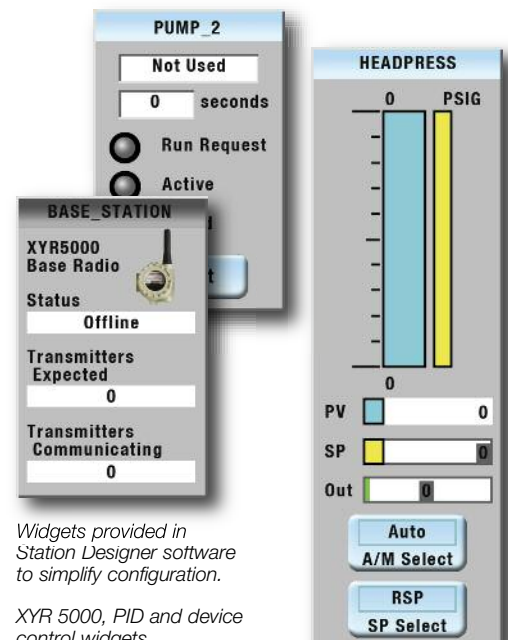 PUMP_2
Not Used
0 seconds
Run Request
Active
BASE_STATION
XYR5000
Base Radio
Status
Offline
Transmitters
Expected
0
Transmitters
Communicating
0
HEADPRESS
0 PSIG
0
PV 0
SP 0
Out 0
Auto
A/M Select
RSP
SP Select
Widgets provided in
Station Designer software
to simplify configuration.
XYR 5000, PID and device
control widgets